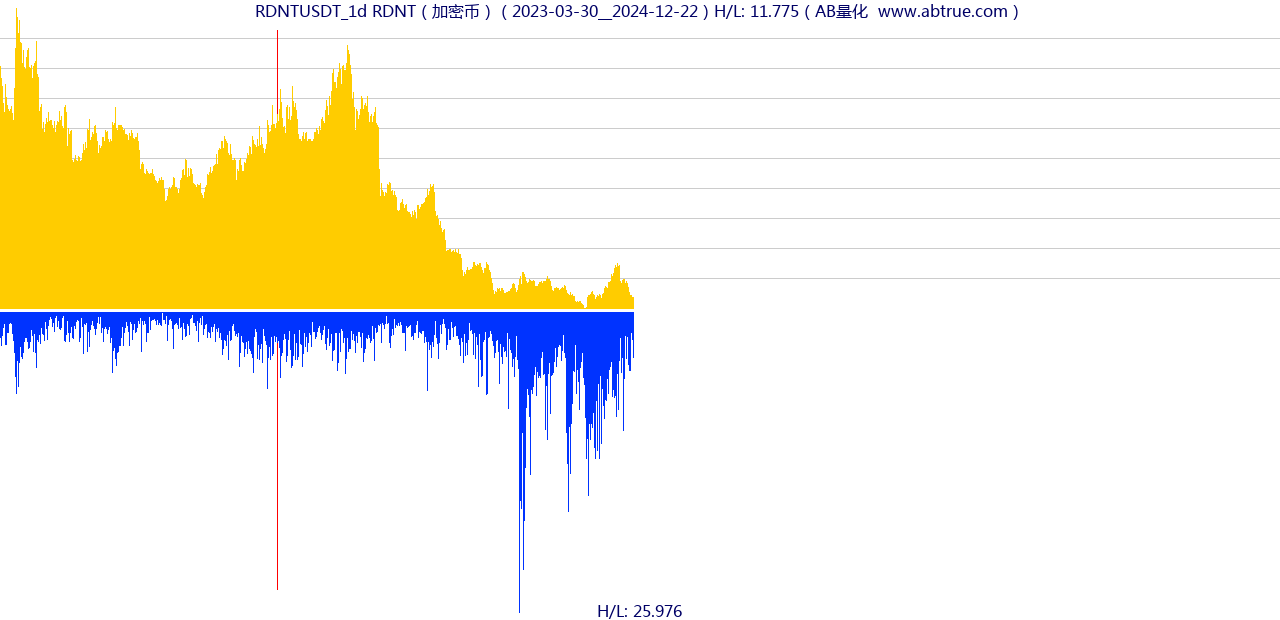 RDNTUSDT_1d RDNT ( 加密币 ) ( 2023-03-30__2024-12-22 ) H/L: 11.775 ( AB量化  www.abtrue.com )
H/L: 25.976